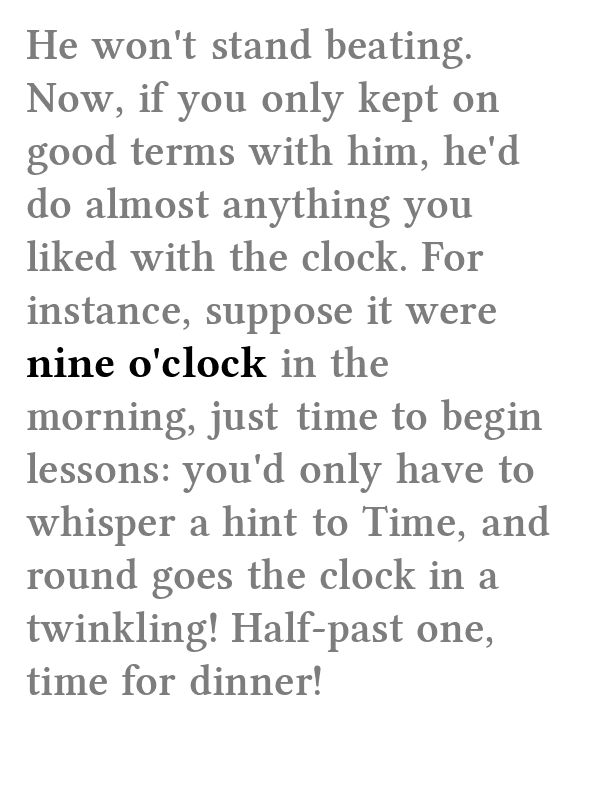 He won't stand beating.
Now, if you only kept on
good terms with him, he'd
do almost anything you
liked with the clock. For
instance, suppose it were
nine o'clock in the
morning, just time to begin
lessons: you'd only have to
whisper a hint to Time, and
round goes the clock in a
twinkling! Half-past one,
time for dinner!